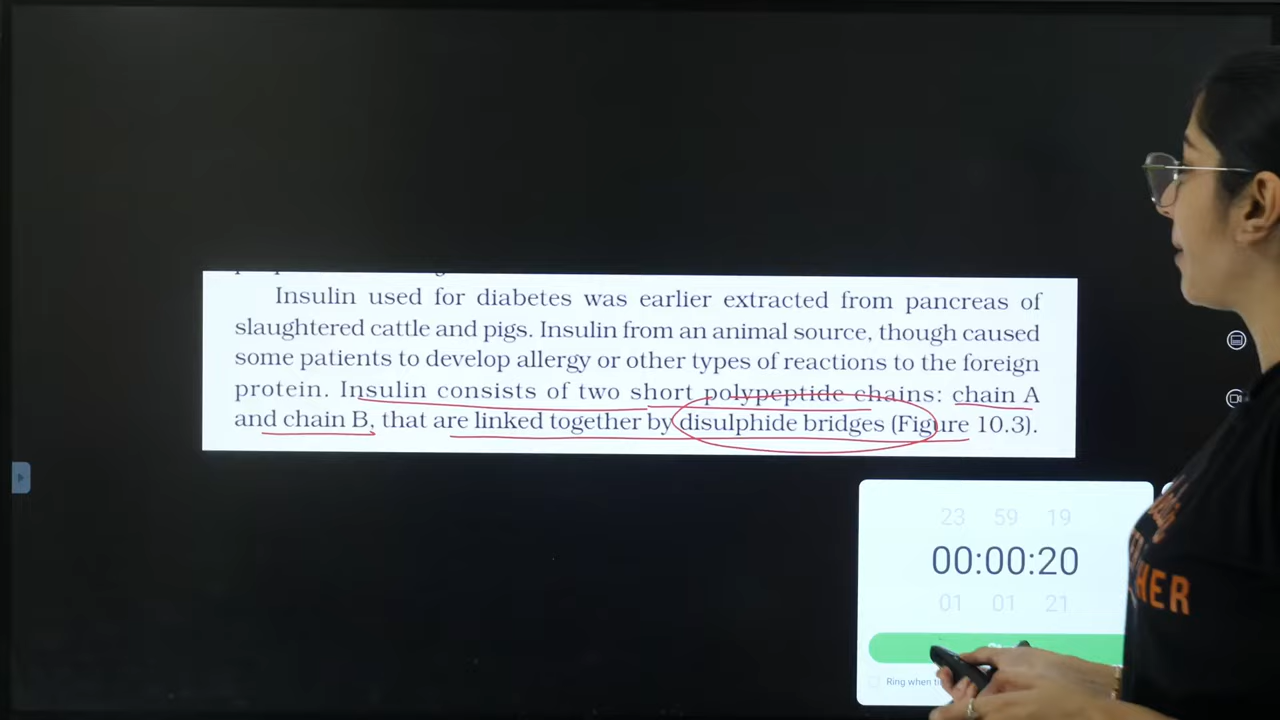 Insulin used for diabetes was earlier extracted from pancreas of
slaughtered cattle and pigs. Insulin from an animal source, though caused
some patients to develop allergy or other types of reactions to the foreign
protein. Insulin consists of two short polypeptide chains: chain A
and chain B, that are linked together by disulphide bridges (Figure 10.3).
23 59 19
00:00:20
01 01 21
Ring when
HER